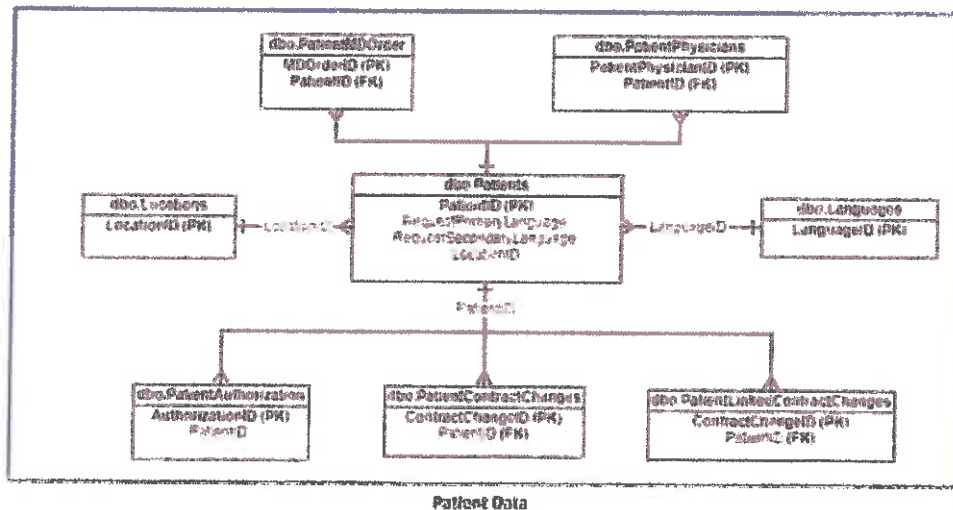 dbo.PatientMDOrder
MDOrderID (PK)
PatientID (FK)
dbo.PatientPhysicians
PatientPhysicianID (PK)
PatientID (FK)
dbo.Patients
PatientID (PK)
RequestPrimaryLanguage
RequestSecondaryLanguage
LocationID
dbo.Locations
LocationID (PK)
LocationID
LanguageID
dbo.Languages
LanguageID (PK)
PatientID
dbo.PatientAuthorization
AuthorizationID (PK)
PatientID
dbo.PatientContractChanges
ContractChangeID (PK)
PatientID (FK)
dbo.PatientLinkedContractChanges
ContractChangeID (PK)
PatientID (FK)
Patient Data